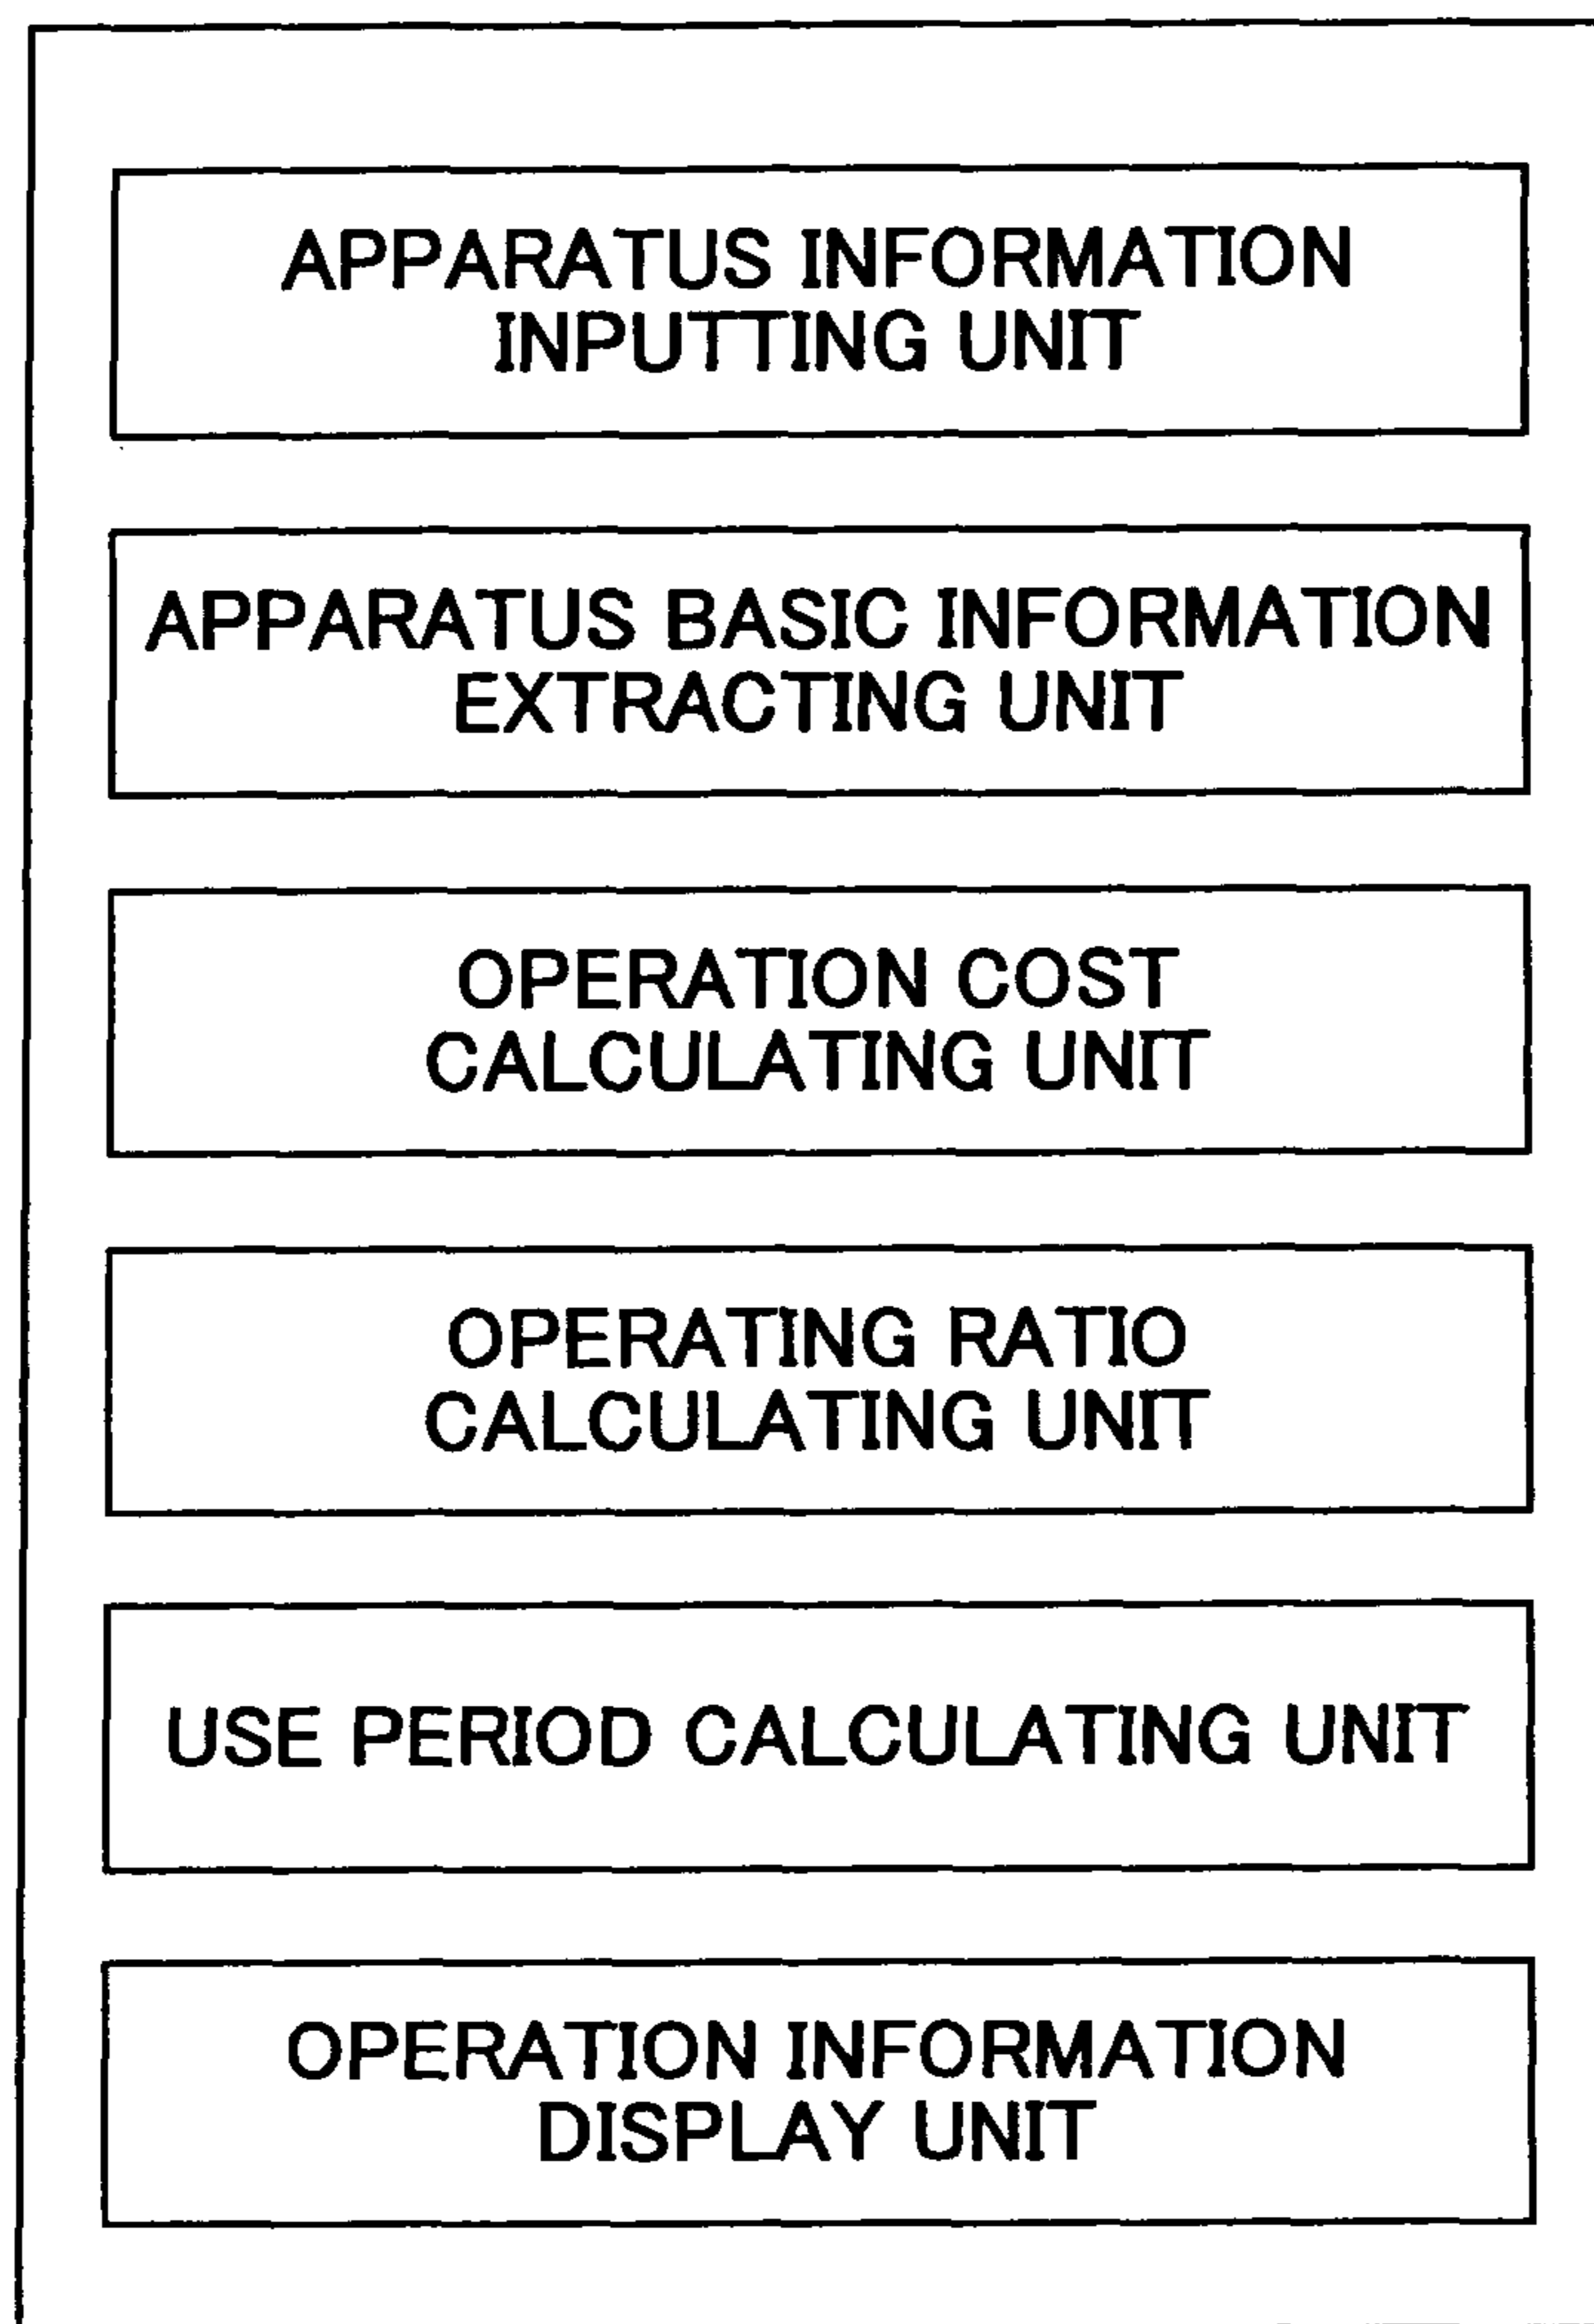 APPARATUS INFORMATION
INPUTTING UNIT
APPARATUS BASIC INFORMATION
EXTRACTING UNIT
OPERATION COST
CALCULATING UNIT
OPERATING RATIO
CALCULATING UNIT
USE PERIOD CALCULATING UNIT
OPERATION INFORMATION
DISPLAY UNIT